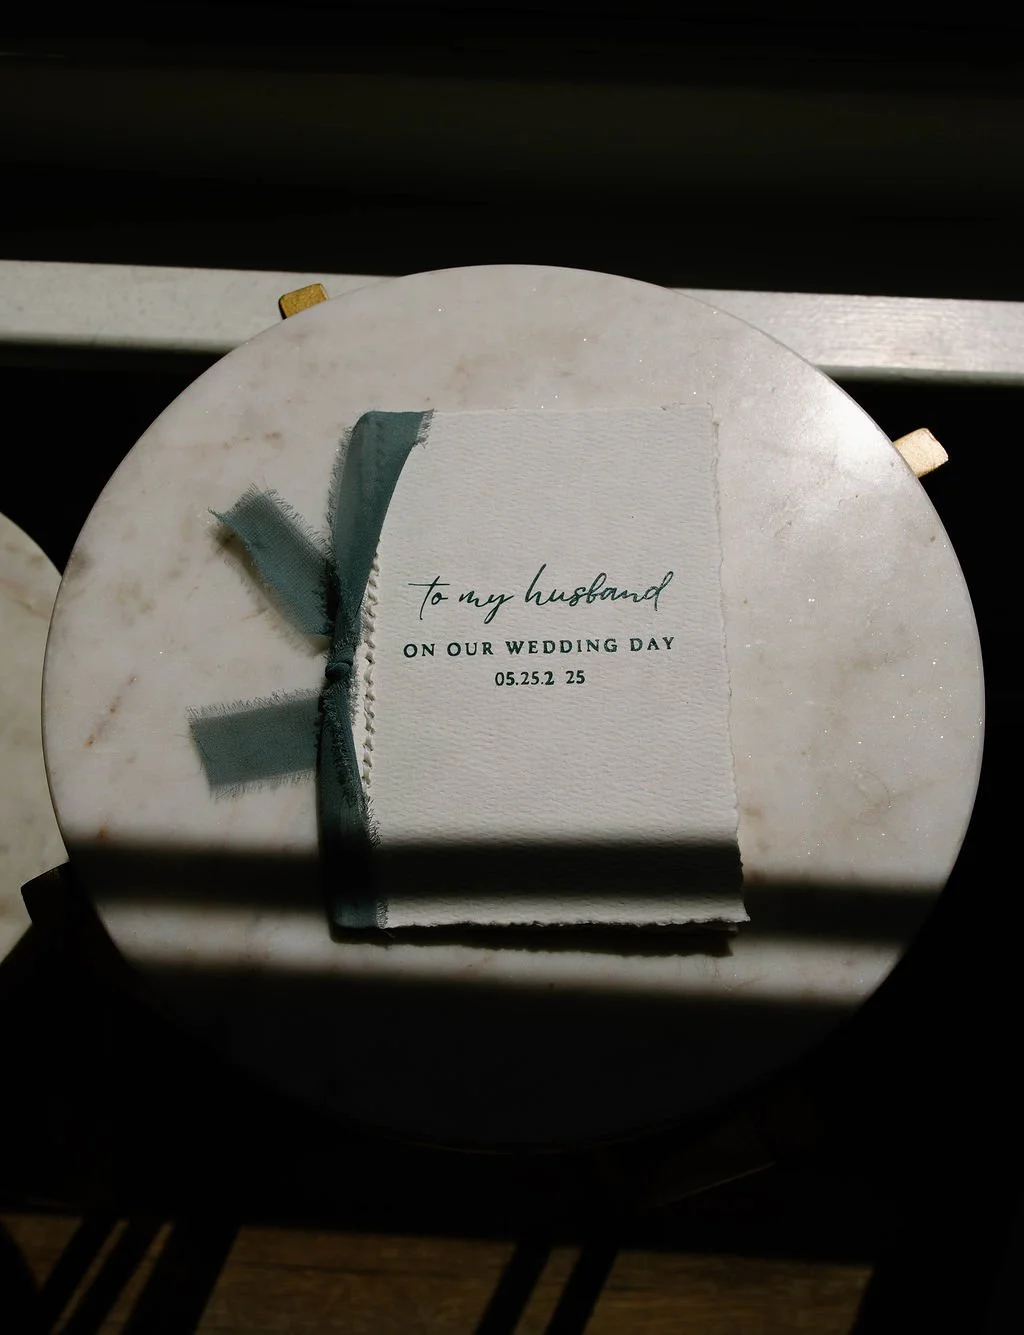 to my husband
ON OUR WEDDING DAY
05.25.2 25